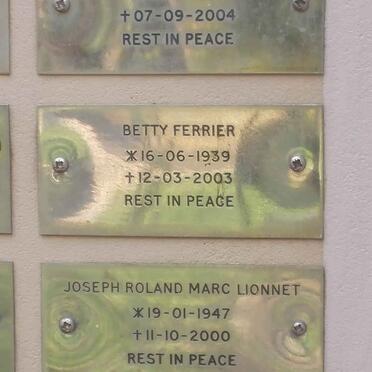 ✝07-09-2004
REST IN PEACE
BETTY FERRIER
✶16-06-1939
✝12-03-2003
REST IN PEACE
JOSEPH ROLAND MARC LIONNET
✶19-01-1947
✝11-10-2000
REST IN PEACE